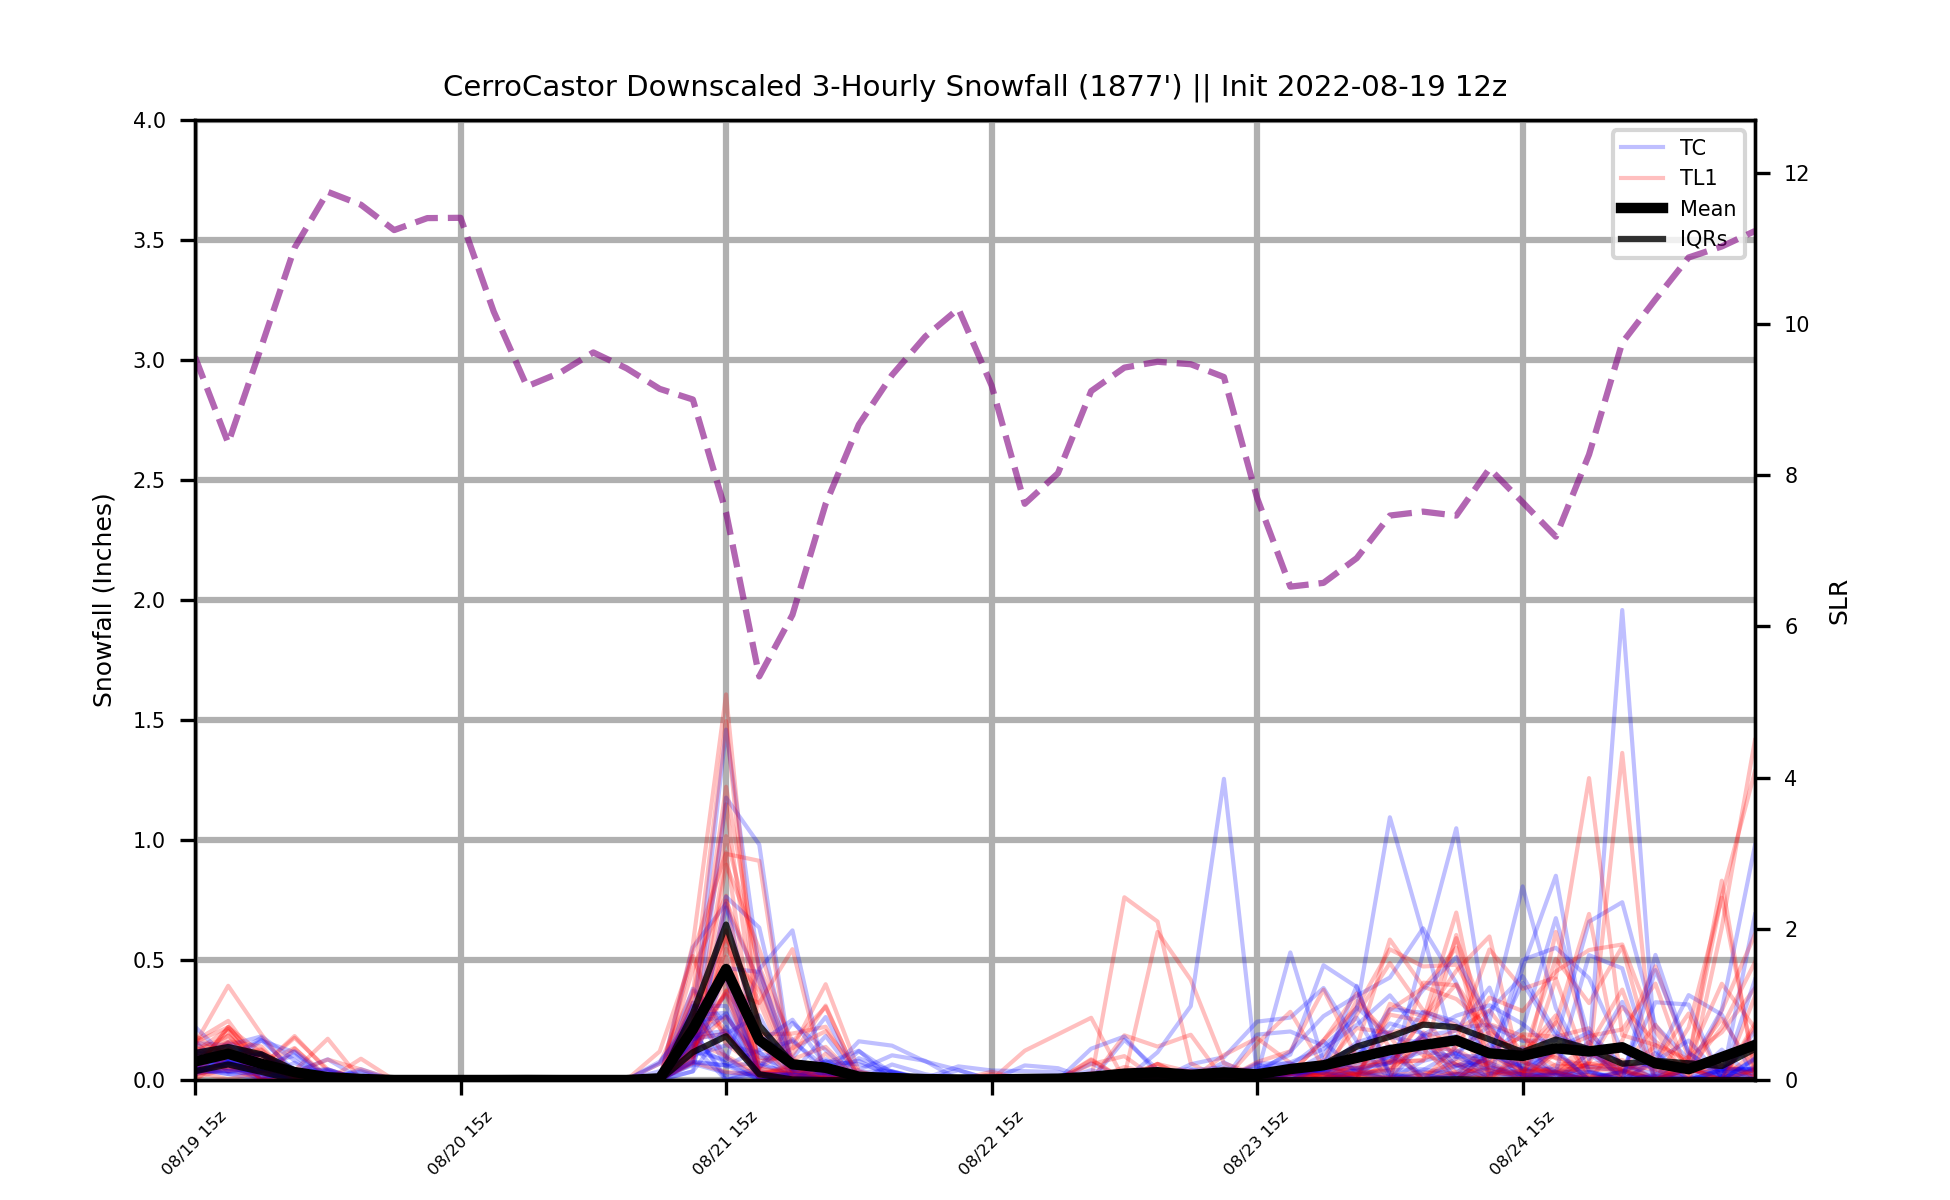 CerroCastor Downscaled 3-Hourly Snowfall (1877') || Init 2022-08-19 12z
4.0
3.5
3.0
2.5
2.0
1.5
1.0
0.5
0.0
Snowfall (Inches)
TC
TL1
Mean
IQRs
12
10
8
6
4
2
0
SLR
08/19 15z
08/20 15z
08/21 15z
08/22 15z
08/23 15z
08/24 15z